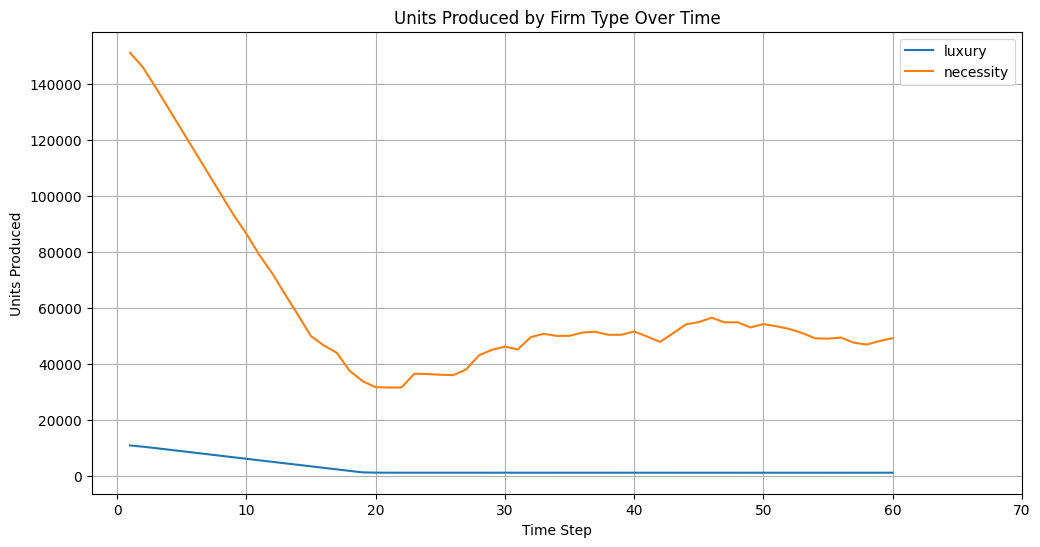 Units Produced by Firm Type Over Time
luxury
necessity
Units Produced
140000
120000
100000
80000
60000
40000
20000
0
0 10 20 30 40 50 60 70
Time Step